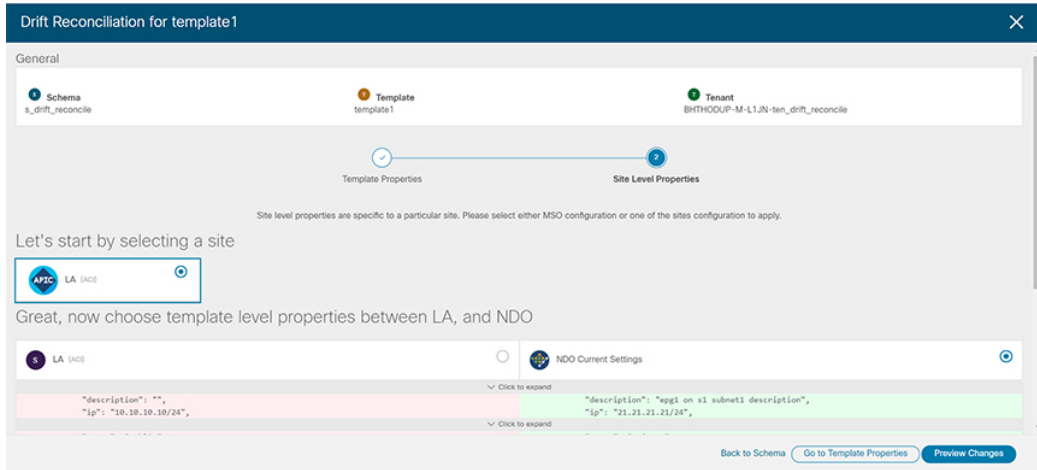 Drift Reconciliation for template1
General
S Schema
s_drift_reconcile
T Template
template1
T Tenant
BHTHODUP-M-L1JN-ten_drift_reconcile
2
Template Properties
Site Level Properties
Site level properties are specific to a particular site. Please select either MSO configuration or one of the sites configuration to apply.
Let's start by selecting a site
APIC LA (ACI)
Great, now choose template level properties between LA, and NDO
S LA (ACI)
NDO Current Settings
Click to expand
"description": "",
"description": "epg1 on s1 subnet1 description",
"ip": "10.10.10.10/24",
"ip": "21.21.21.21/24",
Click to expand
Back to Schema Go to Template Properties Preview Changes